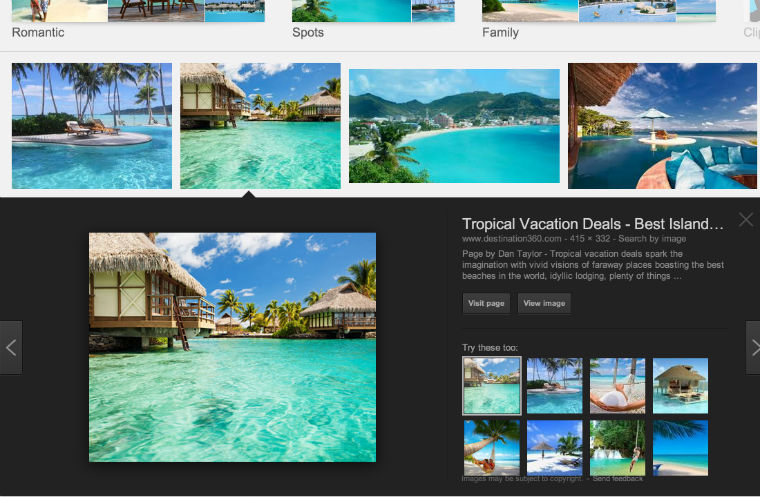 Romantic
Spots
Family
Tropical Vacation Deals - Best Island...
www.destination360.com - 415 × 332 - Search by image
Page by Dan Taylor - Tropical vacation deals spark the
imagination with vivid visions of faraway places boasting the best
beaches in the world, idyllic lodging, plenty of things ...
Visit page
View image
Try these too:
Images may be subject to copyright. - Send feedback